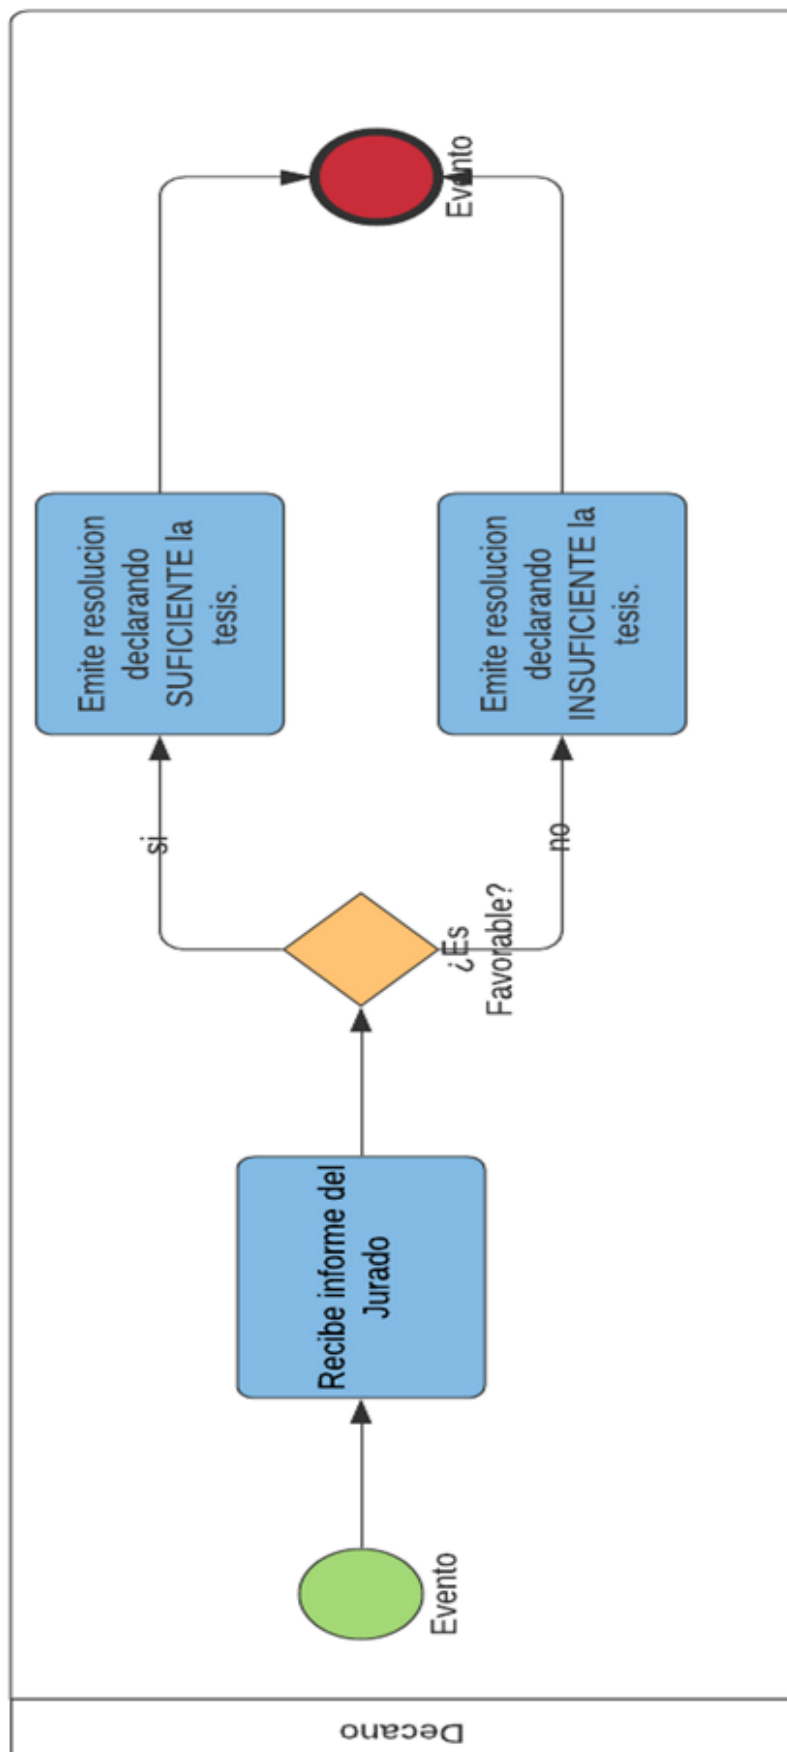 Decano
Evento
Recibe informe del
Jurado
¿Es
Favorable?
si
Emite resolucion
declarando
SUFICIENTE la
tesis.
no
Emite resolucion
declarando
INSUFICIENTE la
tesis.
Evento